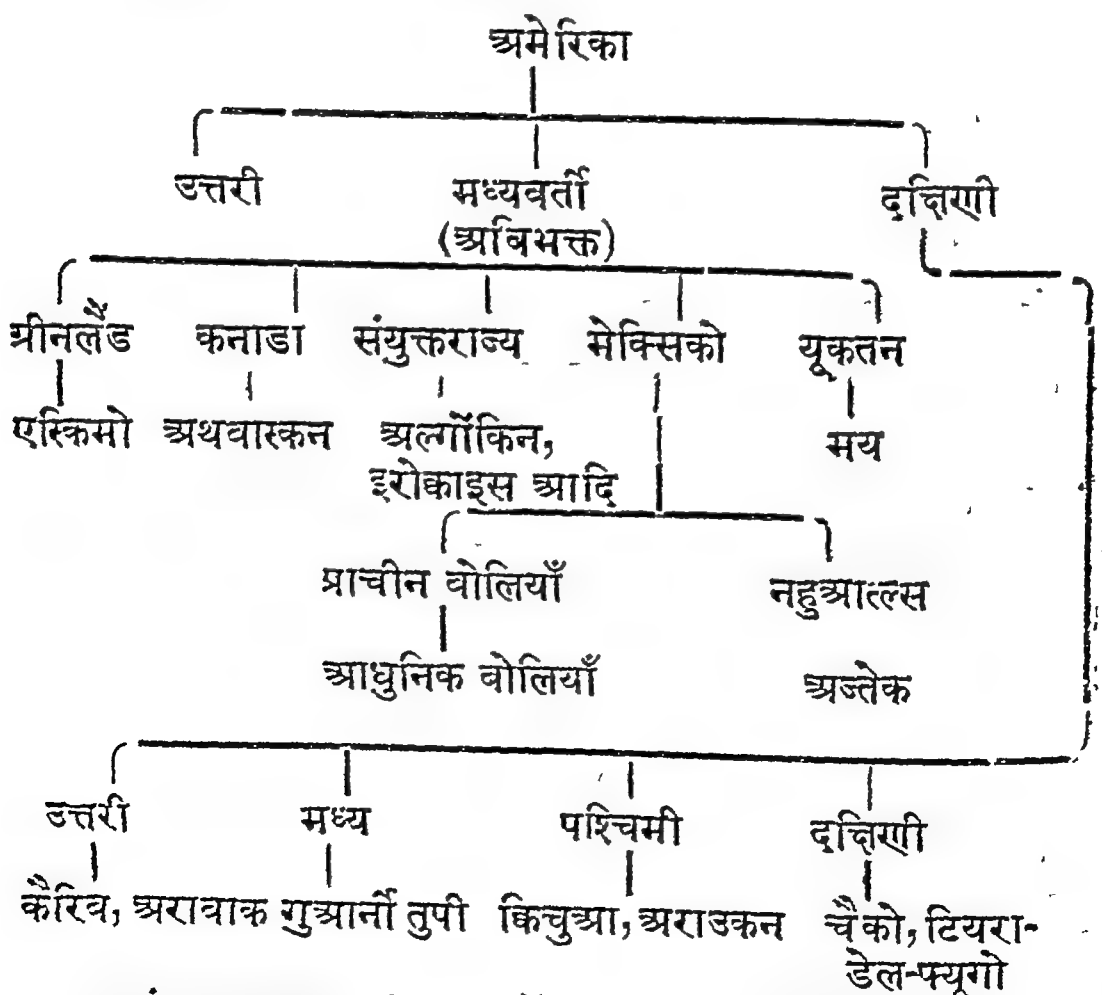 अमेरिका
उत्तरी मध्यवर्ती दक्षिणी
(अविभक्त)
ग्रीनलैंड कनाडा संयुक्तराज्य मेक्सिको यूकतन
एस्किमो अथवास्कन अल्गोंकिन, मय
इरोक्वाइस आदि
प्राचीन वोलियाँ नहुआत्ल्स
आधुनिक वोलियाँ अज्तेक
उत्तरी मध्य पश्चिमी दक्षिणी
कैरिव, अरावाक गुआर्नी तुपी क्विचुआ, अराउकन चैको, टियरा-
डेल-फ्यूगो